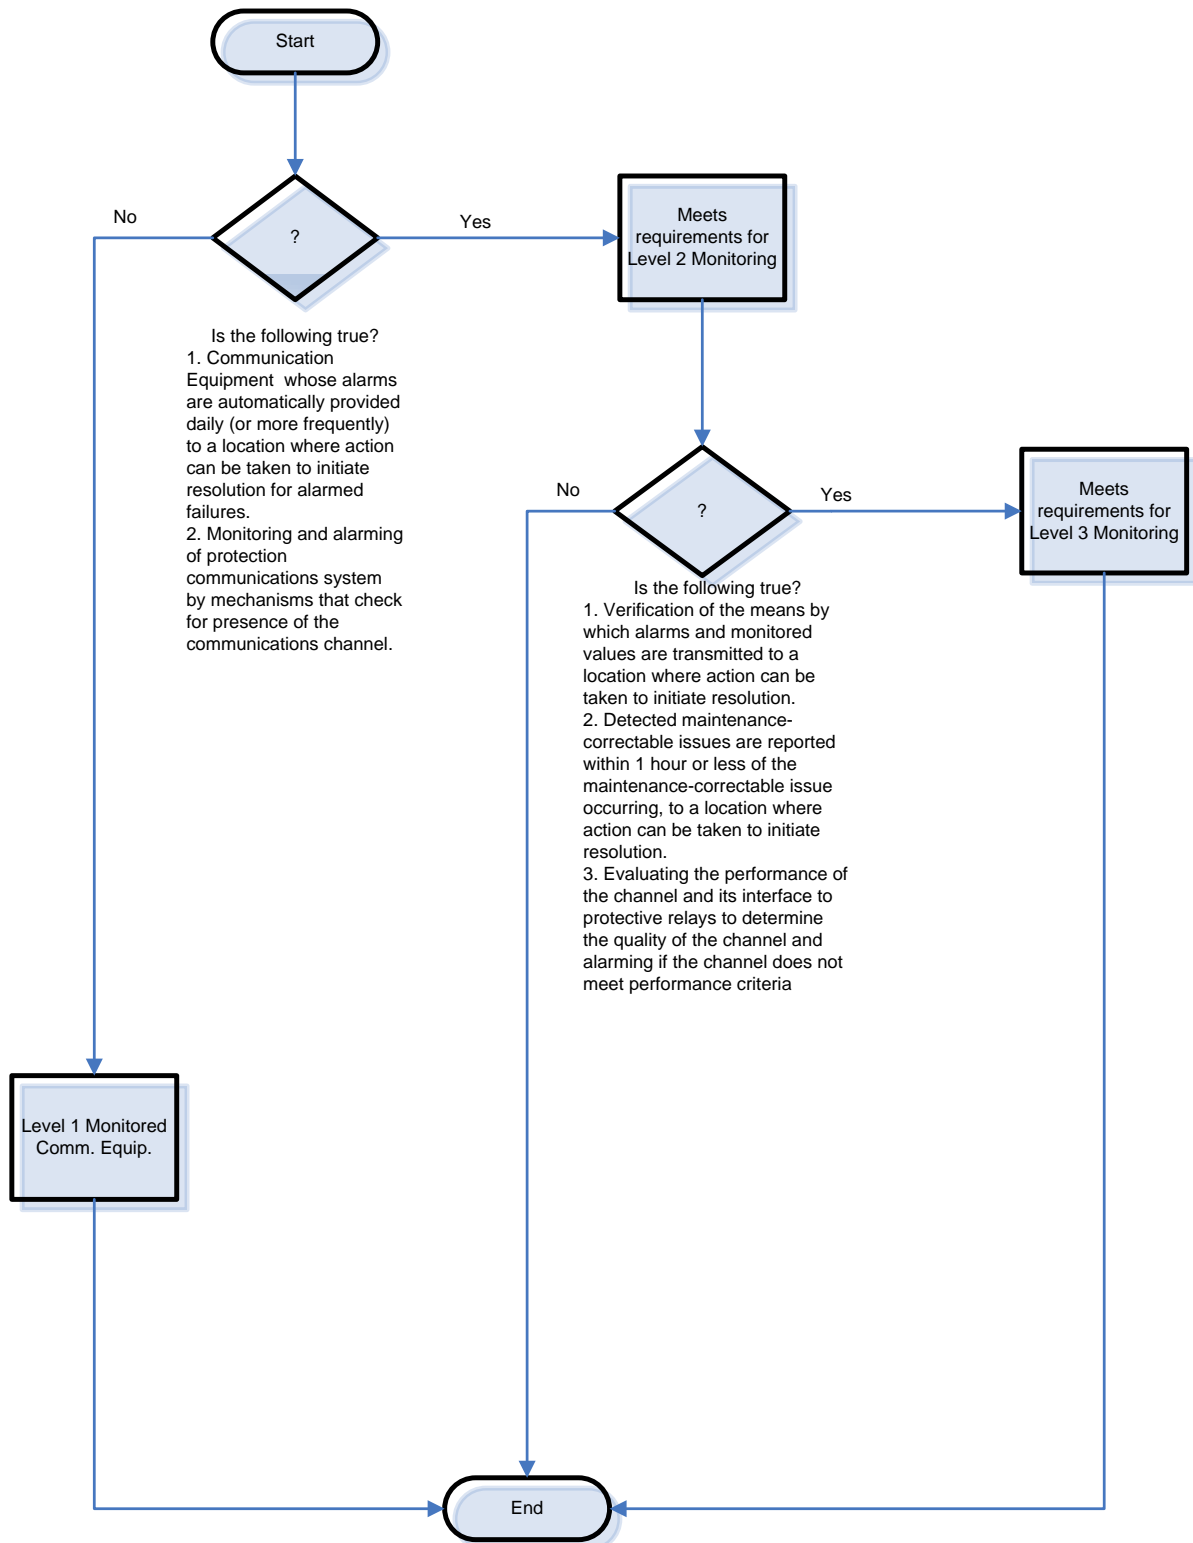 Start
No
?
Yes
Meets
requirements for
Level 2 Monitoring
Is the following true?
1. Communication
Equipment  whose alarms
are automatically provided
daily (or more frequently)
to a location where action
can be taken to initiate
resolution for alarmed
failures.
2. Monitoring and alarming
of protection
communications system
by mechanisms that check
for presence of the
communications channel.
No
?
Yes
Meets
requirements for
Level 3 Monitoring
Is the following true?
1. Verification of the means by
which alarms and monitored
values are transmitted to a
location where action can be
taken to initiate resolution.
2. Detected maintenance-
correctable issues are reported
within 1 hour or less of the
maintenance-correctable issue
occurring, to a location where
action can be taken to initiate
resolution.
3. Evaluating the performance of
the channel and its interface to
protective relays to determine
the quality of the channel and
alarming if the channel does not
meet performance criteria
Level 1 Monitored
Comm. Equip.
End